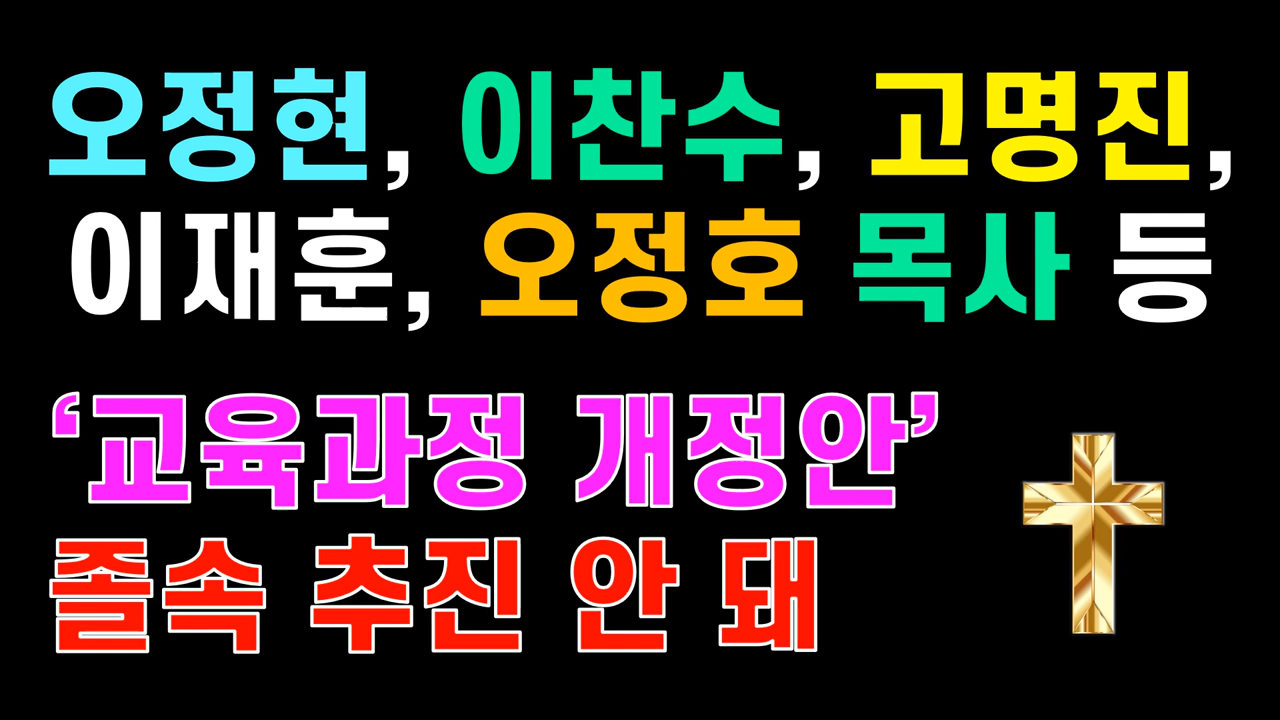 오정현, 이찬수, 고명진,
이재훈, 오정호 목사 등
‘교육과정 개정안’
졸속 추진 안 돼